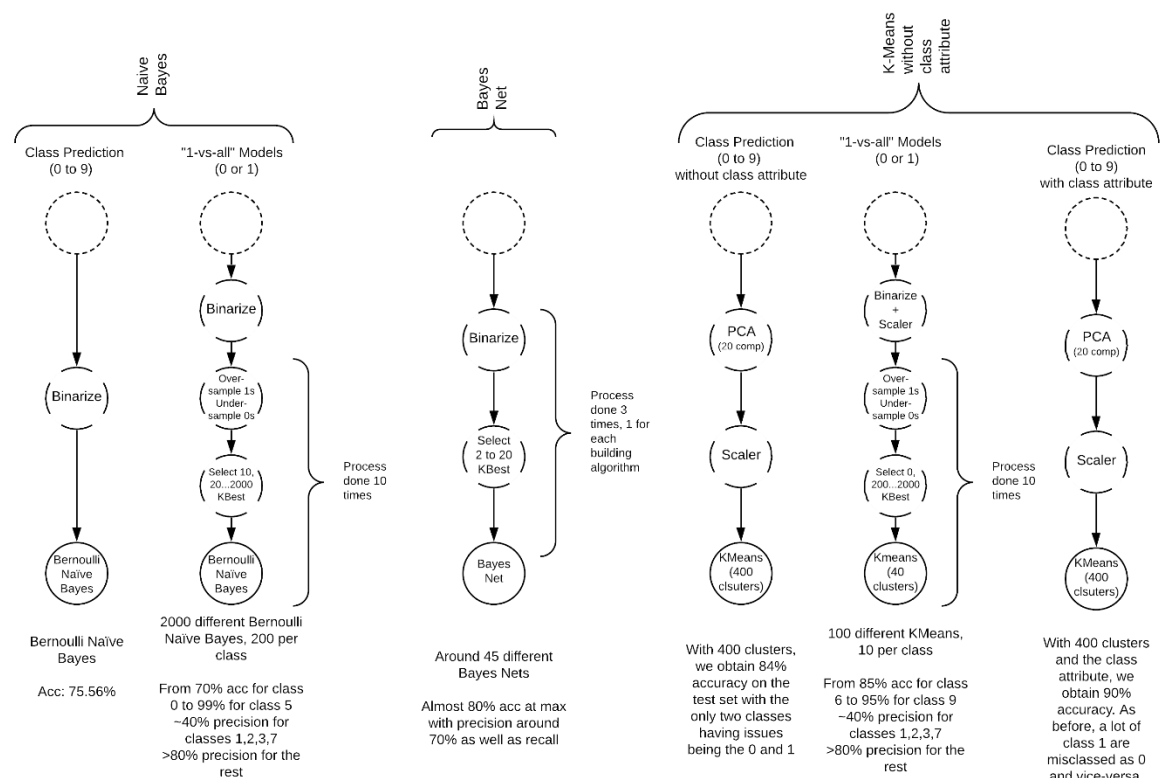 Naive
Bayes
Class Prediction
(0 to 9)
"1-vs-all" Models
(0 or 1)
Binarize
Bernoulli
Naïve
Bayes
Bernoulli Naïve
Bayes
Acc: 75.56%
Binarize
Over-
sample 1s
Under-
sample 0s
Select 10,
20...2000
KBest
Bernoulli
Naïve
Bayes
Process
done 10
times
2000 different Bernoulli
Naïve Bayes, 200 per
class
From 70% acc for class
0 to 99% for class 5
~40% precision for
classes 1,2,3,7
>80% precision for the
rest
Bayes
Net
Binarize
Select
2 to 20
KBest
Bayes
Net
Process
done 3
times, 1 for
each
building
algorithm
Around 45 different
Bayes Nets
Almost 80% acc at max
with precision around
70% as well as recall
K-Means
without
class
attribute
Class Prediction
(0 to 9)
without class attribute
PCA
(20 comp)
Scaler
KMeans
(400
clsuters)
With 400 clusters,
we obtain 84%
accuracy on the
test set with the
only two classes
having issues
being the 0 and 1
"1-vs-all" Models
(0 or 1)
Binarize
+
Scaler
Over-
sample 1s
Under-
sample 0s
Select 0,
200...2000
KBest
Kmeans
(40
clusters)
Process
done 10
times
100 different KMeans,
10 per class
From 85% acc for class
6 to 95% for class 9
~40% precision for
classes 1,2,3,7
>80% precision for the
rest
Class Prediction
(0 to 9)
with class attribute
PCA
(20 comp)
Scaler
KMeans
(400
clsuters)
With 400 clusters
and the class
attribute, we
obtain 90%
accuracy. As
before, a lot of
class 1 are
misclassed as 0
and vice-versa